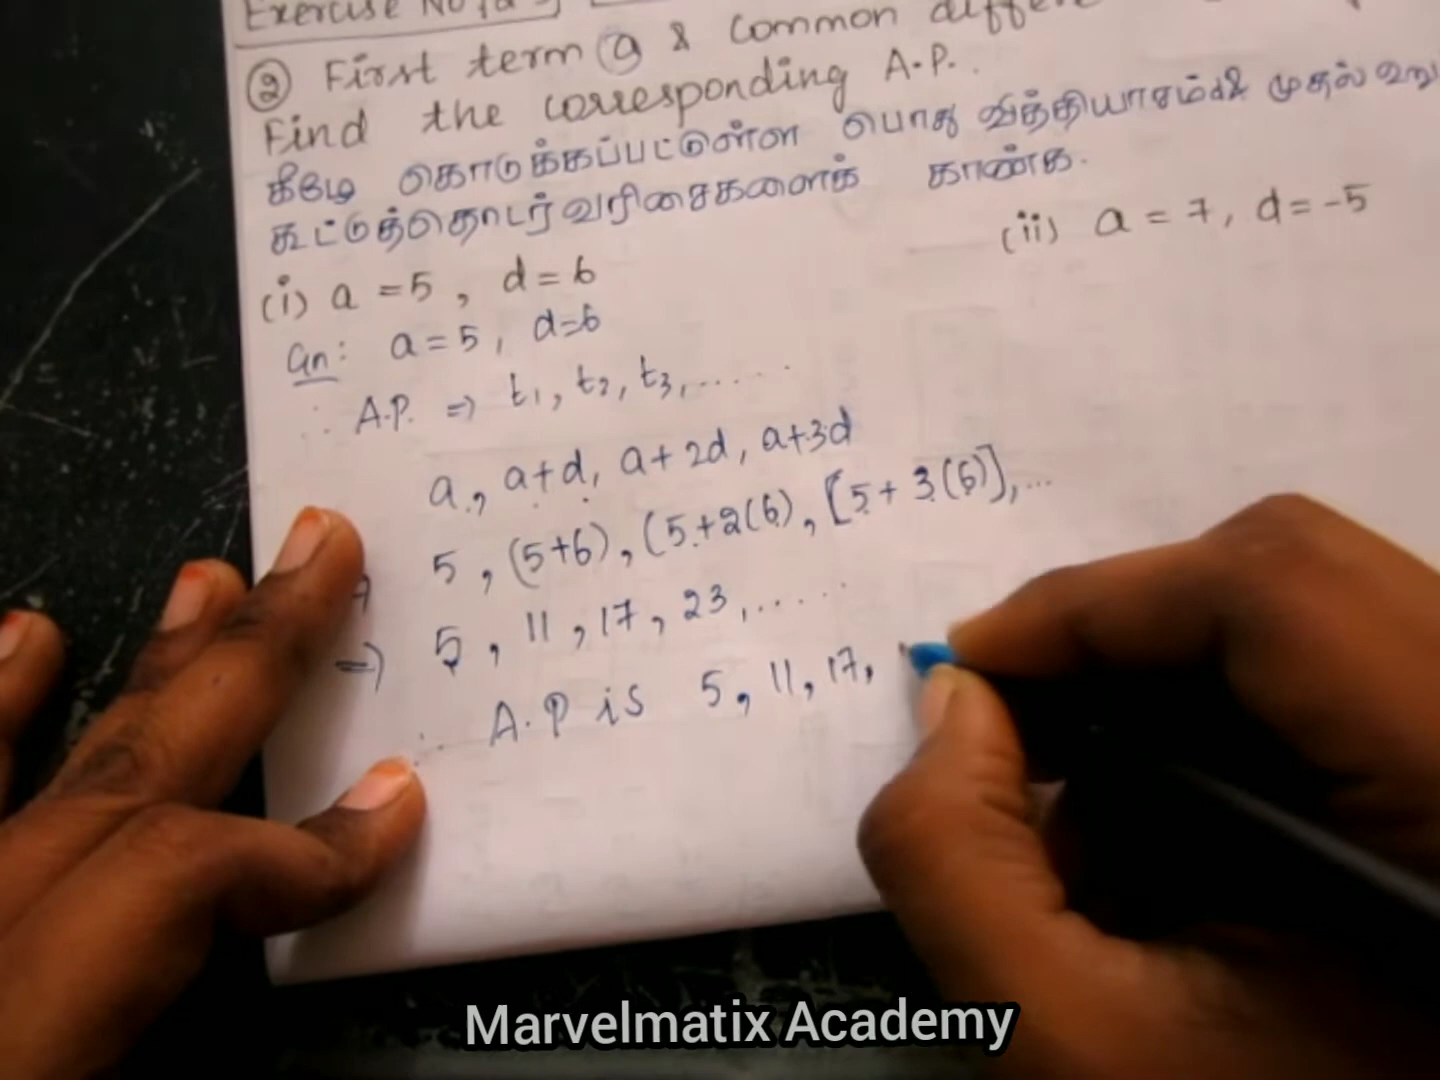 Exercise No
② First term ⓐ & common
Find the corresponding A.P.
கீழே கொடுக்கப்பட்டுள்ள பொது வித்தியாசம் d & முதல்
கூட்டுத்தொடர் வரிசைகளைக் காண்க.
(i) a = 5, d = 6
(ii) a = 7, d = -5
Gn: a = 5, d=6
∴ A.P. ⇒ t₁, t₂, t₃, ......
a, a+d, a+2d, a+3d
5, (5+6), (5+2(6), [5+3(6)], ...
⇒ 5, 11, 17, 23, .....
∴ A.P is 5, 11, 17,
Marvelmatix Academy